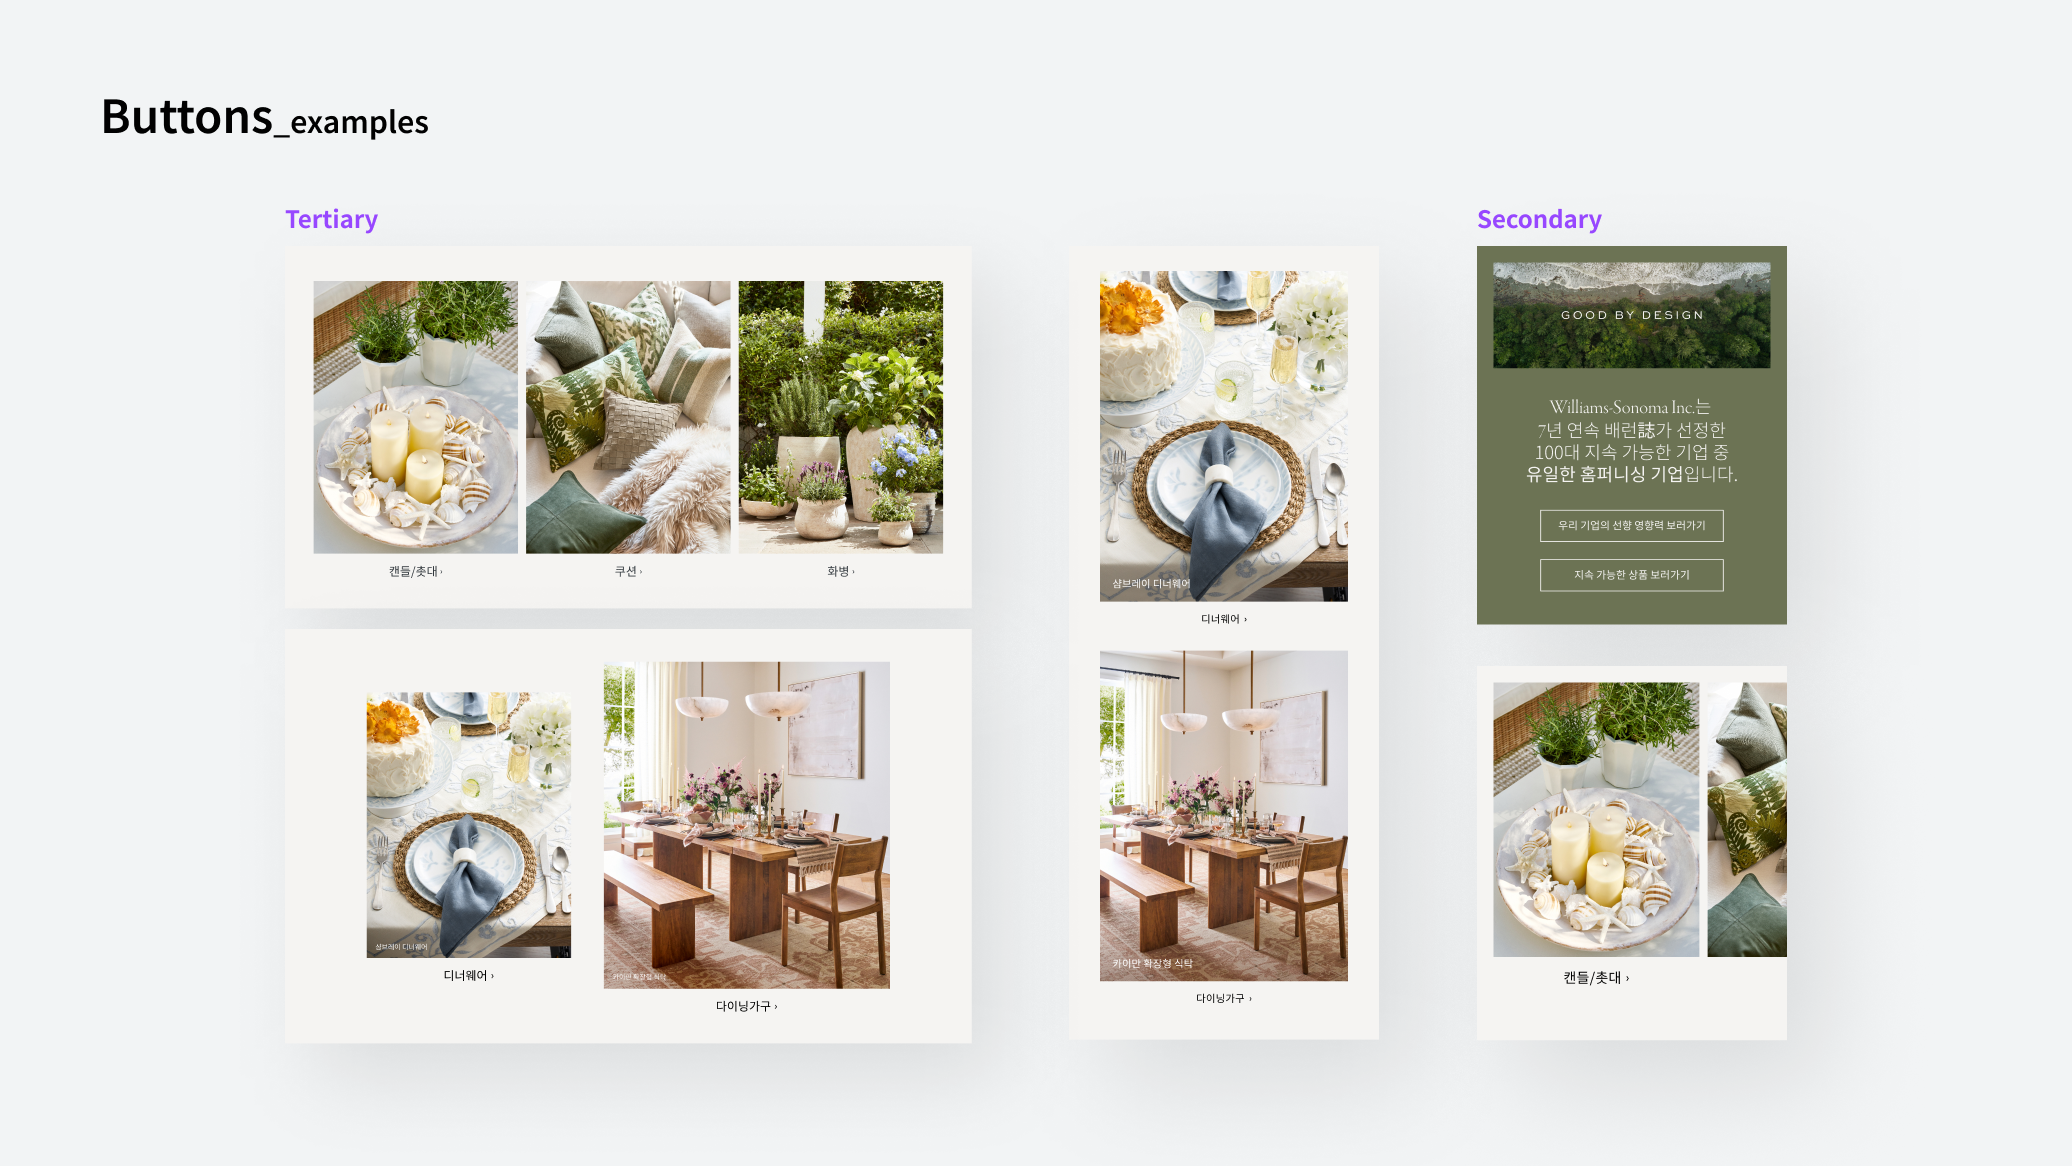 Buttons_examples
Tertiary
캔들/촛대 ›
쿠션 ›
화병 ›
샴브레이 디너웨어
디너웨어 ›
카이만 확장형 식탁
다이닝가구 ›
샴브레이 디너웨어
디너웨어 ›
카이만 확장형 식탁
다이닝가구 ›
Secondary
GOOD BY DESIGN
Williams-Sonoma Inc.는
7년 연속 배런誌가 선정한
100대 지속 가능한 기업 중
유일한 홈퍼니싱 기업입니다.
우리 기업의 선향 영향력 보러가기
지속 가능한 상품 보러가기
캔들/촛대 ›